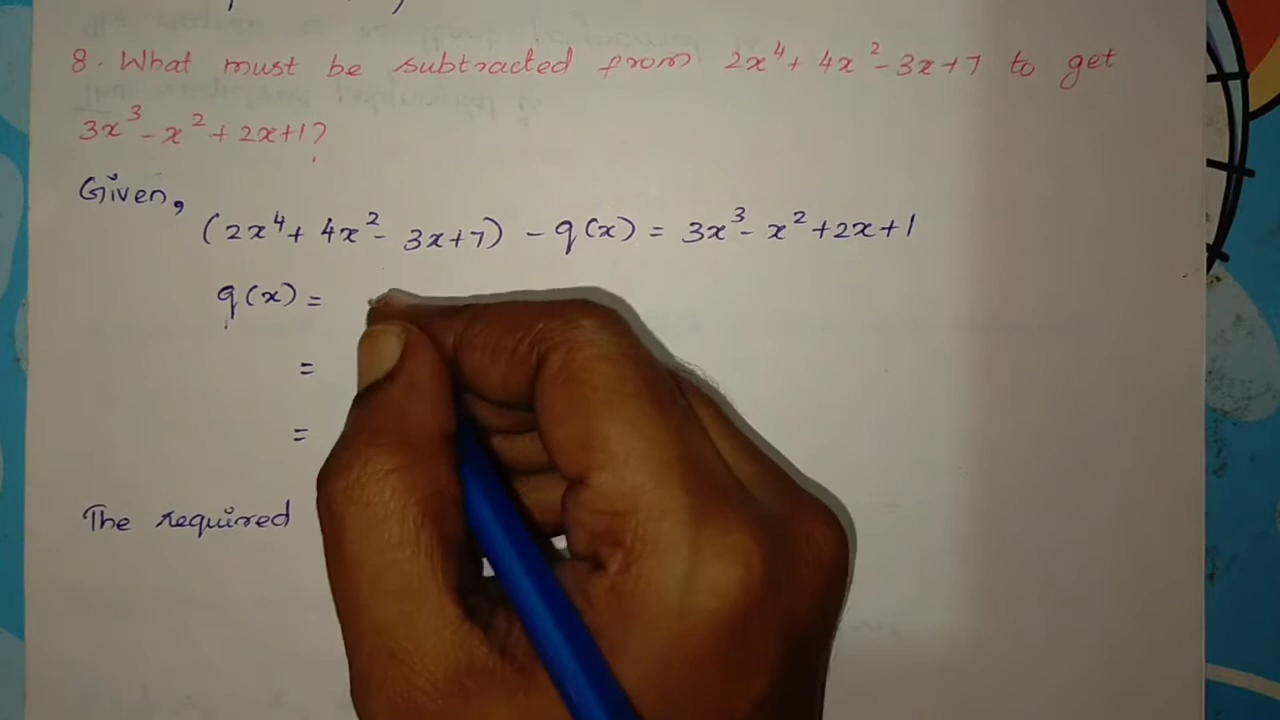 8. What must be subtracted from 2x⁴ + 4x² - 3x + 7 to get
3x³ - x² + 2x + 1?
Given,
(2x⁴ + 4x² - 3x + 7) - q(x) = 3x³ - x² + 2x + 1
q(x) =
=
=
The required